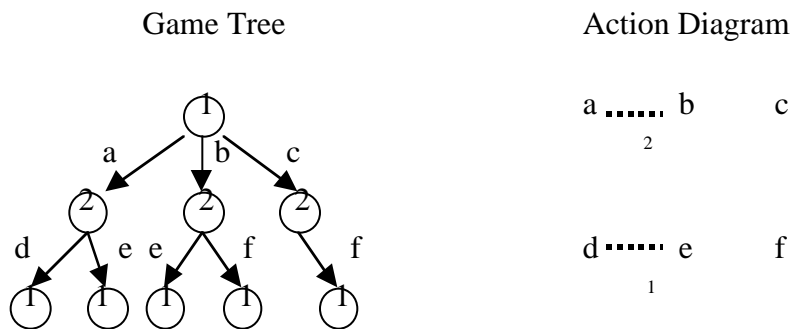 Game Tree Action Diagram
1
a b c
a b c
2
2 2 2
d e e f f
d e f
1
1 1 1 1 1